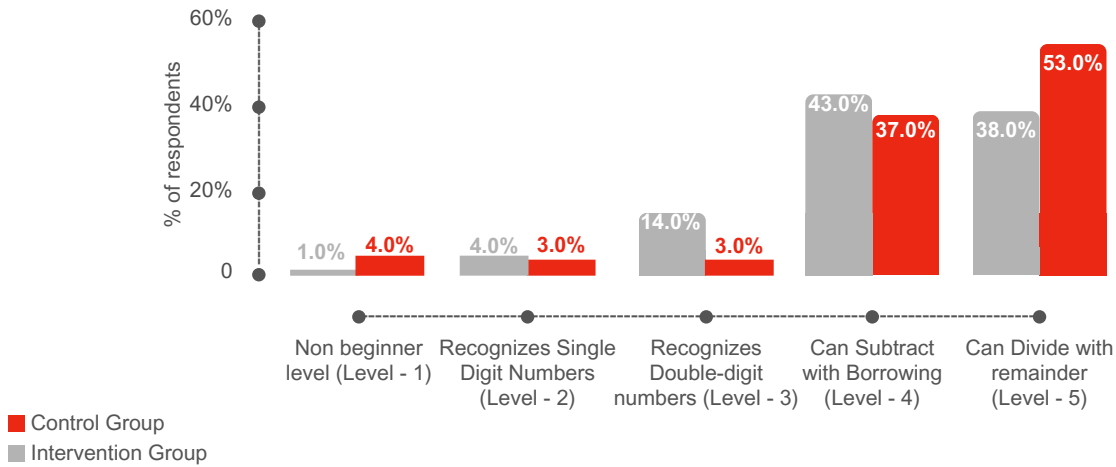 60%
40%
20%
0
% of respondents
1.0%
4.0%
4.0%
3.0%
14.0%
3.0%
43.0%
37.0%
38.0%
53.0%
Non beginner
level (Level - 1)
Recognizes Single
Digit Numbers
(Level - 2)
Recognizes
Double-digit
numbers (Level - 3)
Can Subtract
with Borrowing
(Level - 4)
Can Divide with
remainder
(Level - 5)
Control Group
Intervention Group